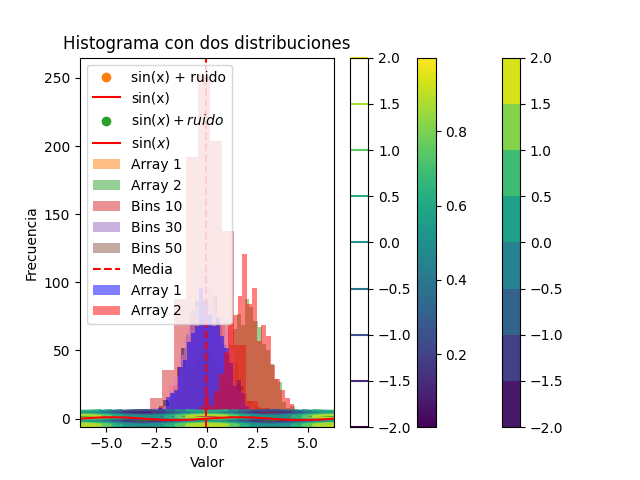 Histograma con dos distribuciones
250
200
150
100
50
0
Frecuencia
sin(x) + ruido
sin(x)
sin(x) + ruido
sin(x)
Array 1
Array 2
Bins 10
Bins 30
Bins 50
Media
Array 1
Array 2
−5.0
−2.5
0.0
2.5
5.0
Valor
2.0
1.5
1.0
0.5
0.0
−0.5
−1.0
−1.5
−2.0
0.8
0.6
0.4
0.2
2.0
1.5
1.0
0.5
0.0
−0.5
−1.0
−1.5
−2.0